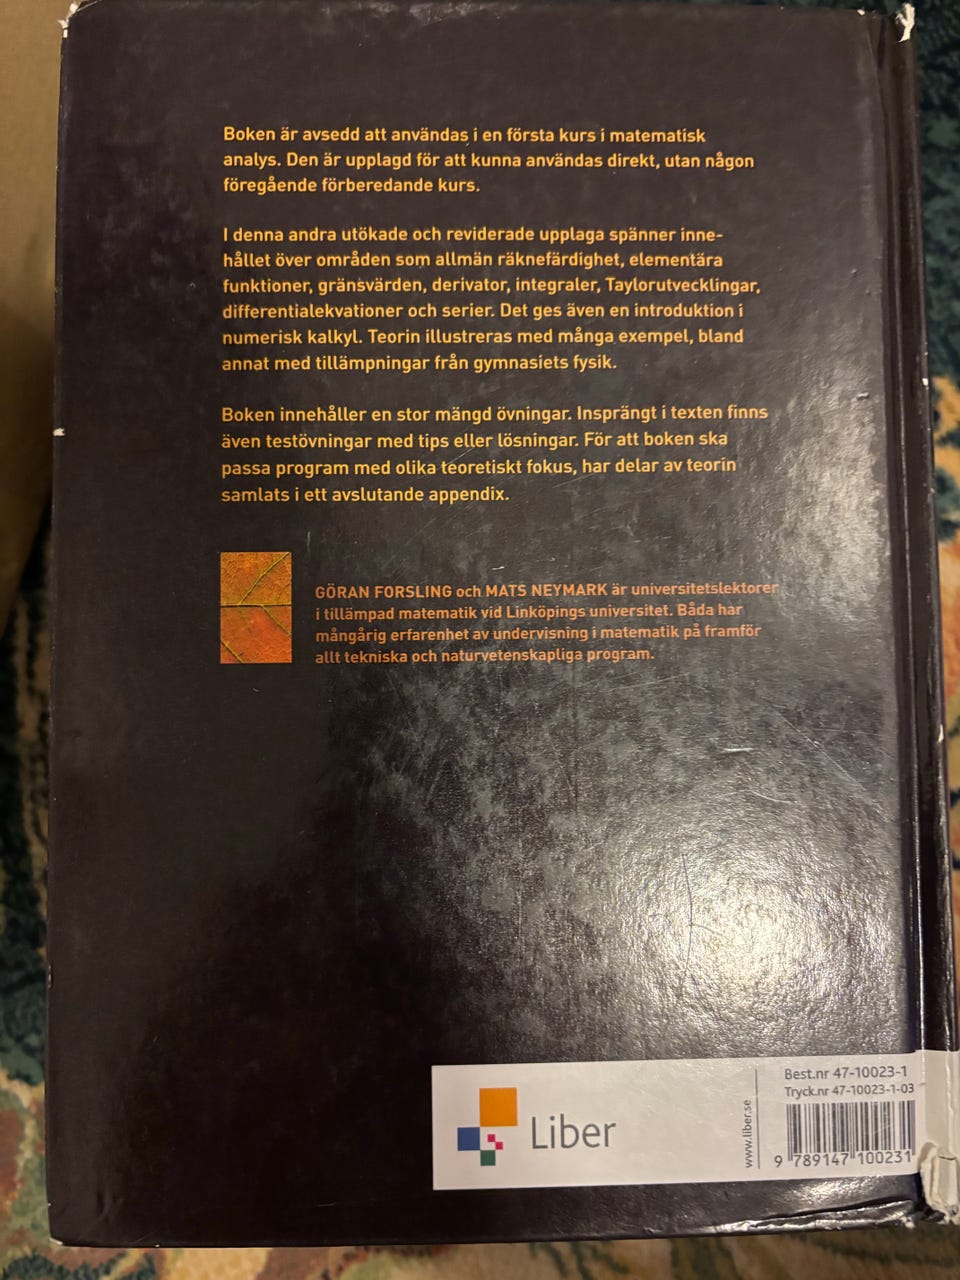 Boken är avsedd att användas i en första kurs i matematisk
analys. Den är upplagd för att kunna användas direkt, utan någon
föregående förberedande kurs.
I denna andra utökade och reviderade upplaga spänner inne-
hållet över områden som allmän räknefärdighet, elementära
funktioner, gränsvärden, derivator, integraler, Taylorutvecklingar,
differentialekvationer och serier. Det ges även en introduktion i
numerisk kalkyl. Teorin illustreras med många exempel, bland
annat med tillämpningar från gymnasiets fysik.
Boken innehåller en stor mängd övningar. Insprängt i texten finns
även testövningar med tips eller lösningar. För att boken ska
passa program med olika teoretiskt fokus, har delar av teorin
samlats i ett avslutande appendix.
GÖRAN FORSLING och MATS NEYMARK är universitetslektorer
i tillämpad matematik vid Linköpings universitet. Båda har
mångårig erfarenhet av undervisning i matematik på framför
allt tekniska och naturvetenskapliga program.
Liber
www.liber.se
Best.nr 47-10023-1
Tryck.nr 47-10023-1-03
9 789147 100231